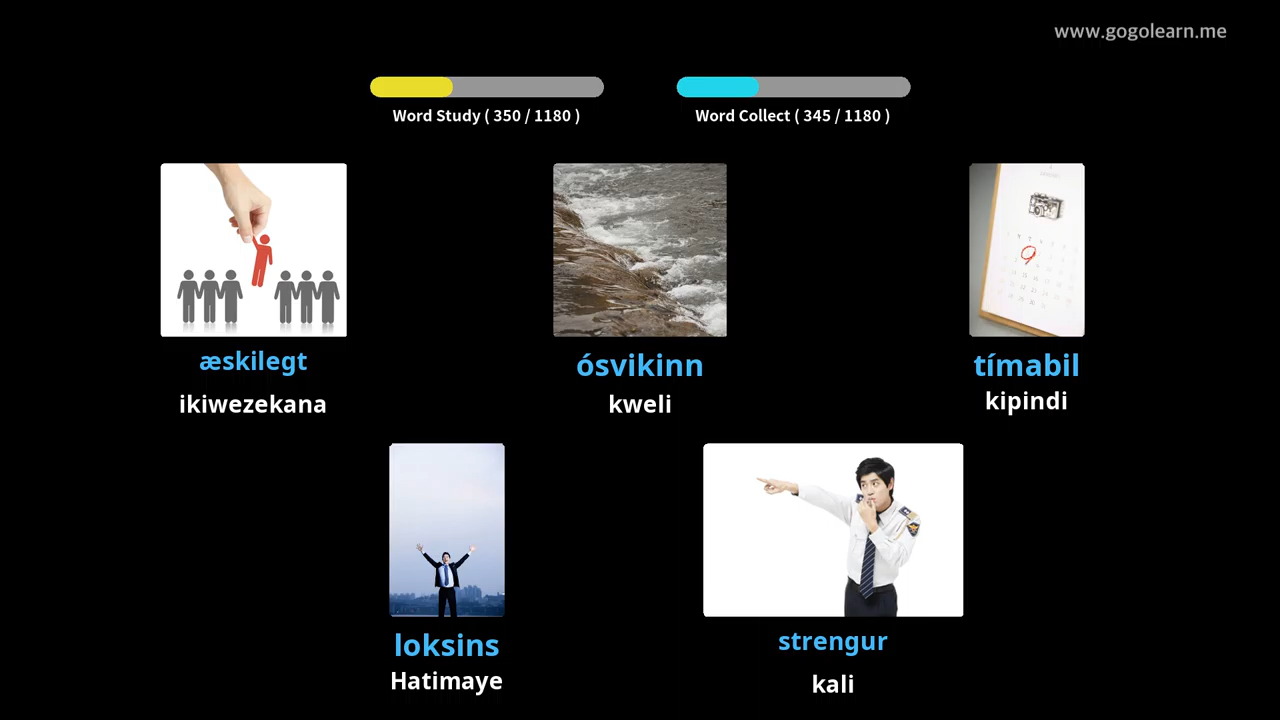 www.gogolearn.me
Word Study ( 350 / 1180 )
Word Collect ( 345 / 1180 )
æskilegt
ikiwezekana
ósvikinn
kweli
tímabil
kipindi
loksins
Hatimaye
strengur
kali